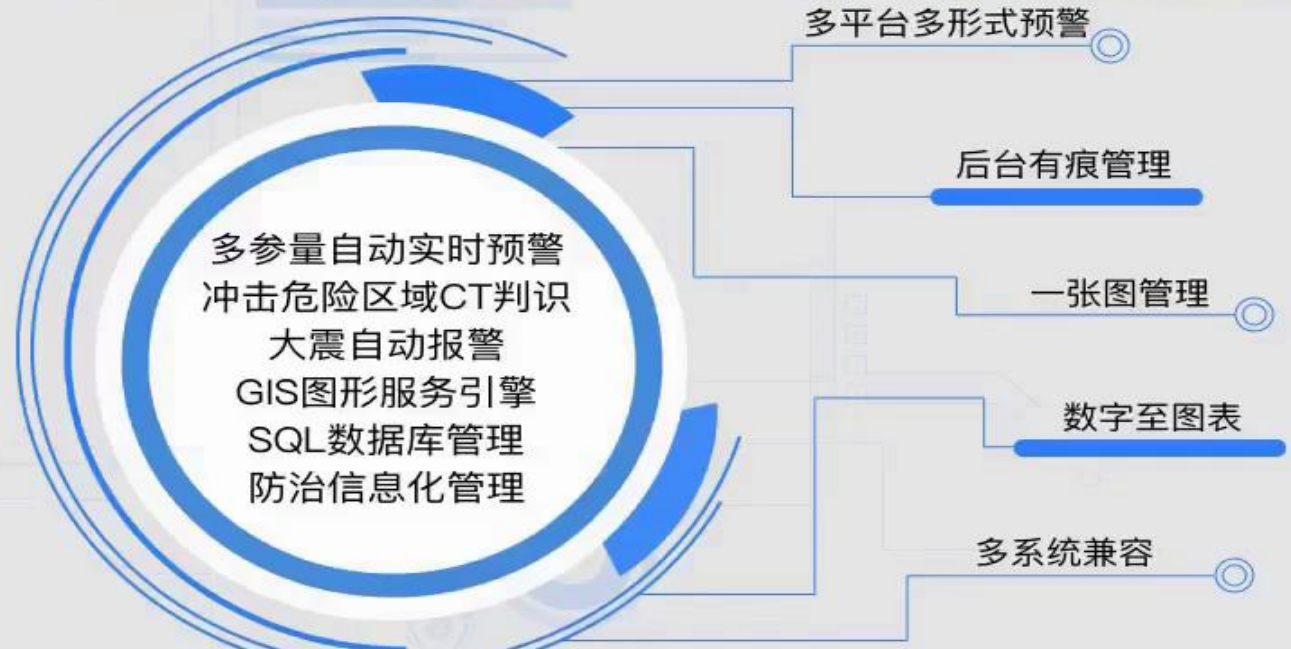 多平台多形式预警
后台有痕管理
多参量自动实时预警
冲击危险区域CT判识
大震自动报警
GIS图形服务引擎
SQL数据库管理
防治信息化管理
一张图管理
数字至图表
多系统兼容